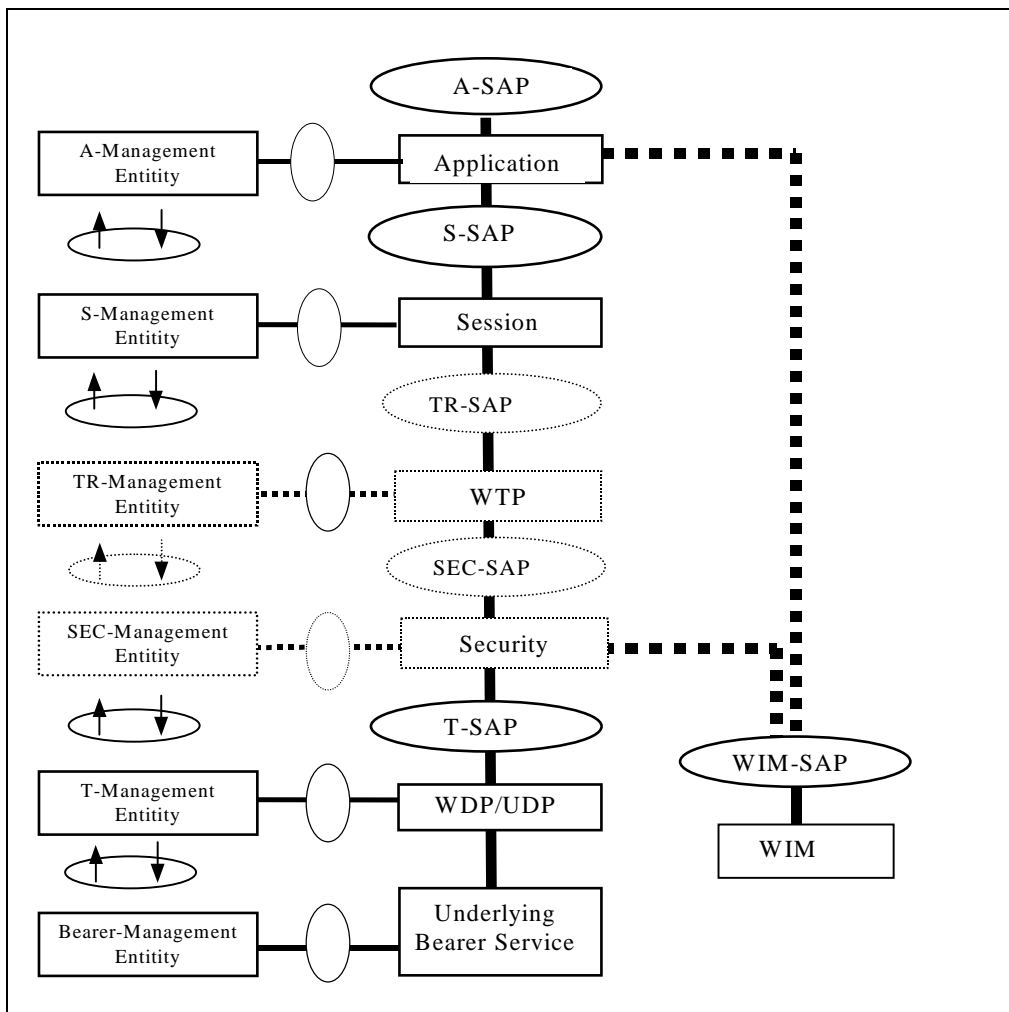 A-SAP
A-Management
Entitity
Application
S-SAP
S-Management
Entitity
Session
TR-SAP
TR-Management
Entitity
WTP
SEC-SAP
SEC-Management
Entitity
Security
T-SAP
WIM-SAP
T-Management
Entitity
WDP/UDP
WIM
Bearer-Management
Entitity
Underlying
Bearer Service